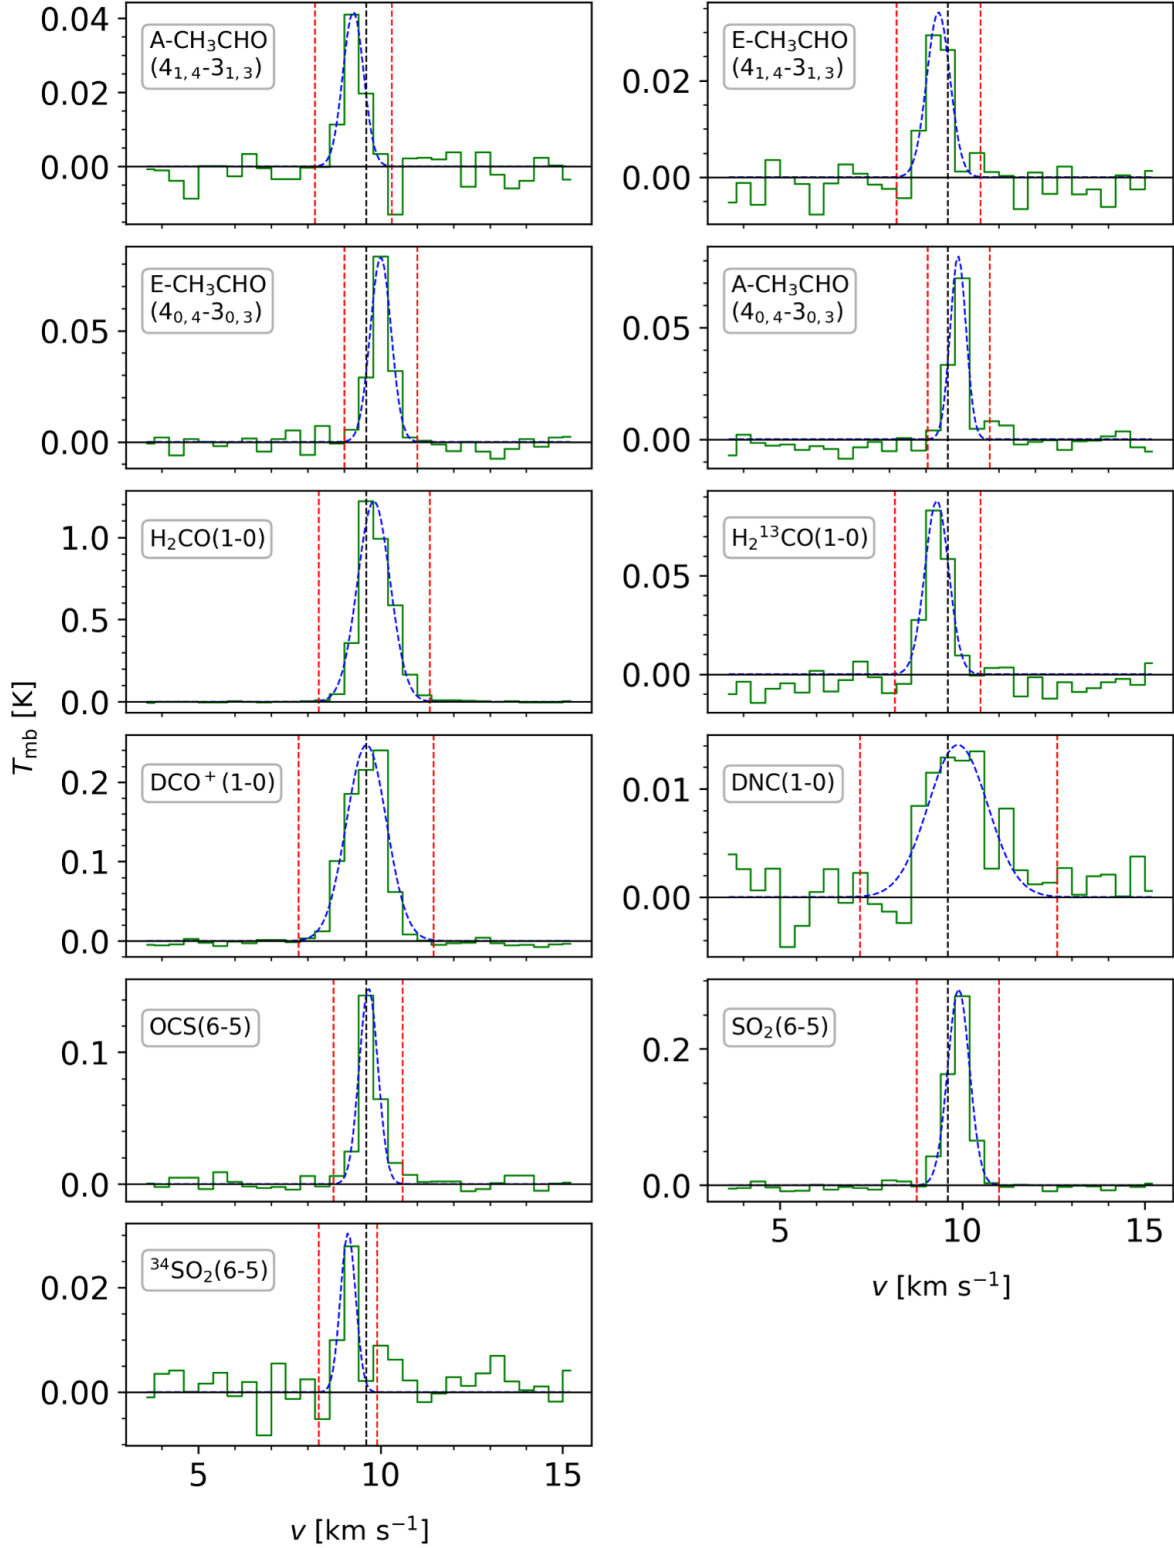 0.04
0.02
0.00
A-CH₃CHO
(4₁,₄-3₁,₃)
0.02
0.00
E-CH₃CHO
(4₁,₄-3₁,₃)
0.05
0.00
E-CH₃CHO
(4₀,₄-3₀,₃)
0.05
0.00
A-CH₃CHO
(4₀,₄-3₀,₃)
1.0
0.5
0.0
H₂CO(1-0)
0.05
0.00
H₂¹³CO(1-0)
T_mb [K]
0.2
0.1
0.0
DCO⁺(1-0)
0.01
0.00
DNC(1-0)
0.1
0.0
OCS(6-5)
0.2
0.0
SO₂(6-5)
5 10 15
v [km s⁻¹]
0.02
0.00
³⁴SO₂(6-5)
5 10 15
v [km s⁻¹]